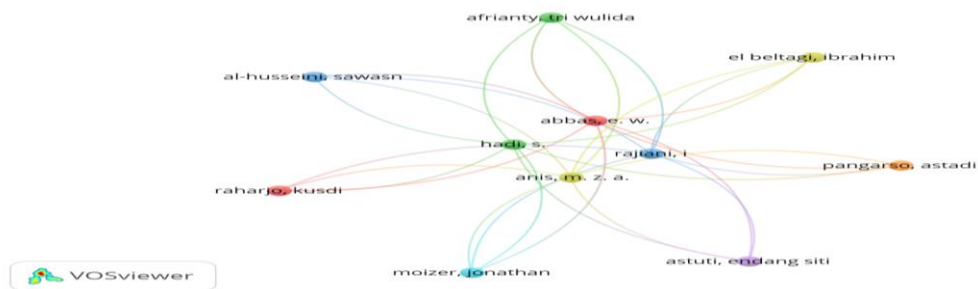 afrianty, tri wulida
el beltagi, ibrahim
al-husseini, sawasn
abbas, e. w.
hadi, s.
rajiani, i
pangarso, astadi
anis, m. z. a.
raharjo, kusdi
astuti, endang siti
moizer, jonathan
VOSviewer